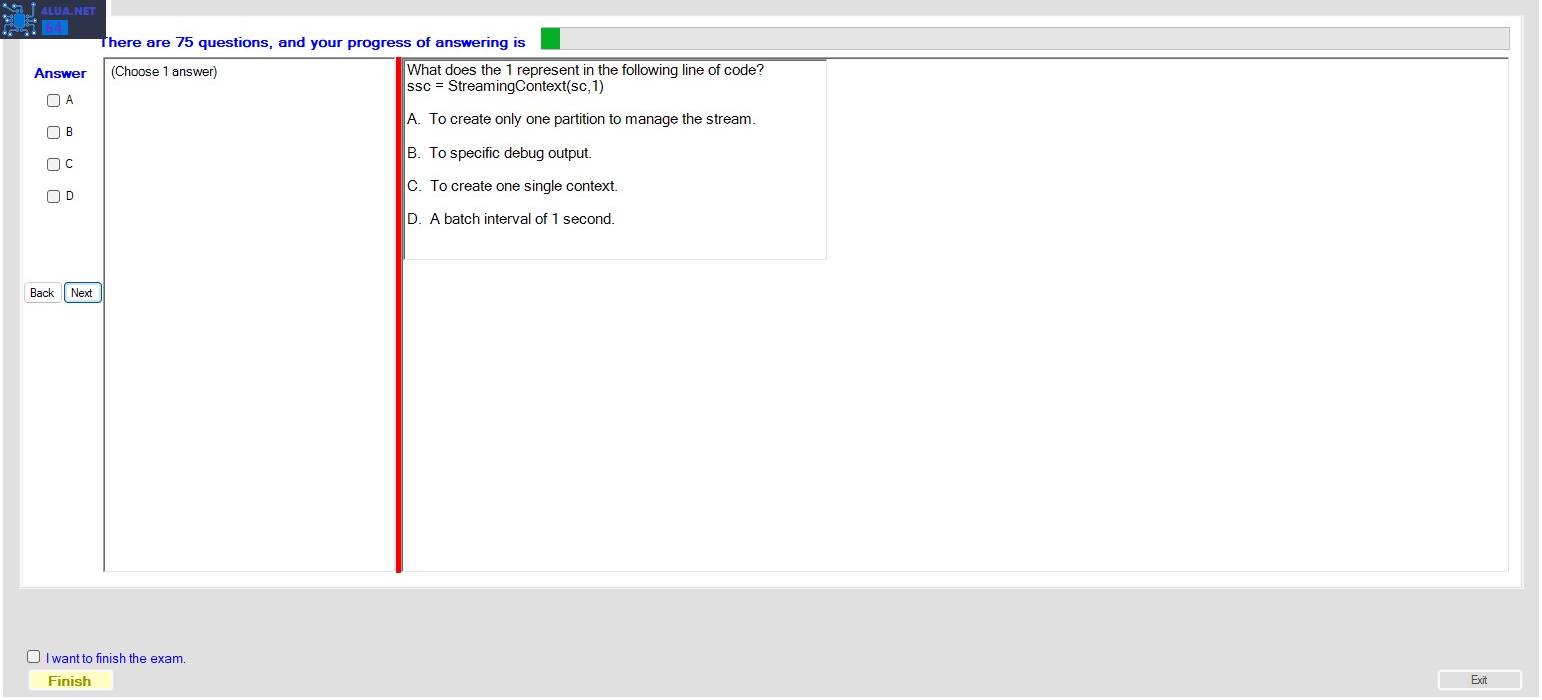 4LUA.NET
64
There are 75 questions, and your progress of answering is
Answer
(Choose 1 answer)
What does the 1 represent in the following line of code?
ssc = StreamingContext(sc,1)
A
A. To create only one partition to manage the stream.
B
B. To specific debug output.
C
C. To create one single context.
D
D. A batch interval of 1 second.
Back Next
I want to finish the exam.
Finish
Exit